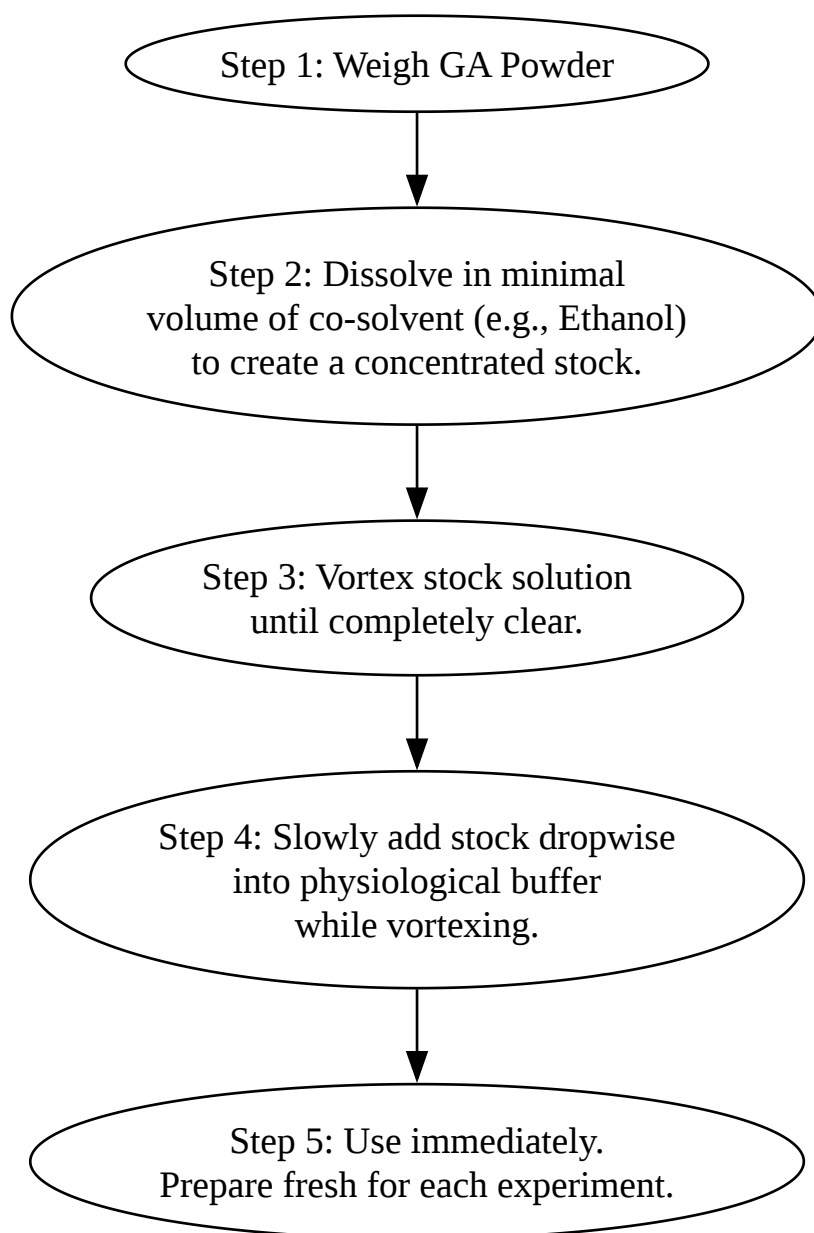 Step 1: Weigh GA Powder
Step 2: Dissolve in minimal
volume of co-solvent (e.g., Ethanol)
to create a concentrated stock.
Step 3: Vortex stock solution
until completely clear.
Step 4: Slowly add stock dropwise
into physiological buffer
while vortexing.
Step 5: Use immediately.
Prepare fresh for each experiment.